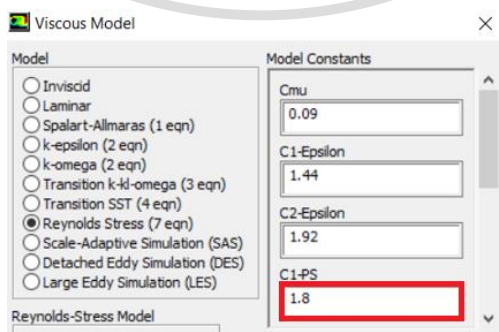 Viscous Model
Model
Inviscid
Laminar
Spalart-Allmaras (1 eqn)
k-epsilon (2 eqn)
k-omega (2 eqn)
Transition k-kl-omega (3 eqn)
Transition SST (4 eqn)
Reynolds Stress (7 eqn)
Scale-Adaptive Simulation (SAS)
Detached Eddy Simulation (DES)
Large Eddy Simulation (LES)
Reynolds-Stress Model
Model Constants
Cmu
0.09
C1-Epsilon
1.44
C2-Epsilon
1.92
C1-PS
1.8